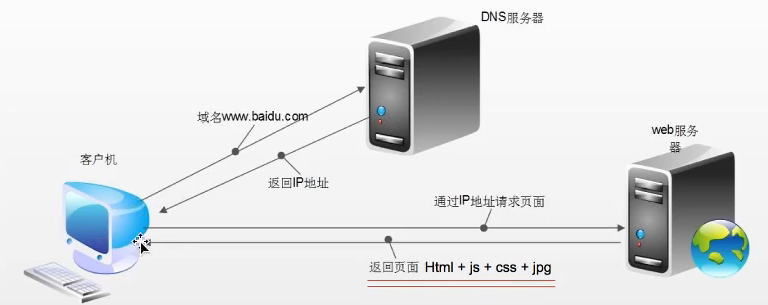 DNS服务器
域名www.baidu.com
web服务
器
客户机
返回IP地址
通过IP地址请求页面
返回页面 Html + js + css + jpg